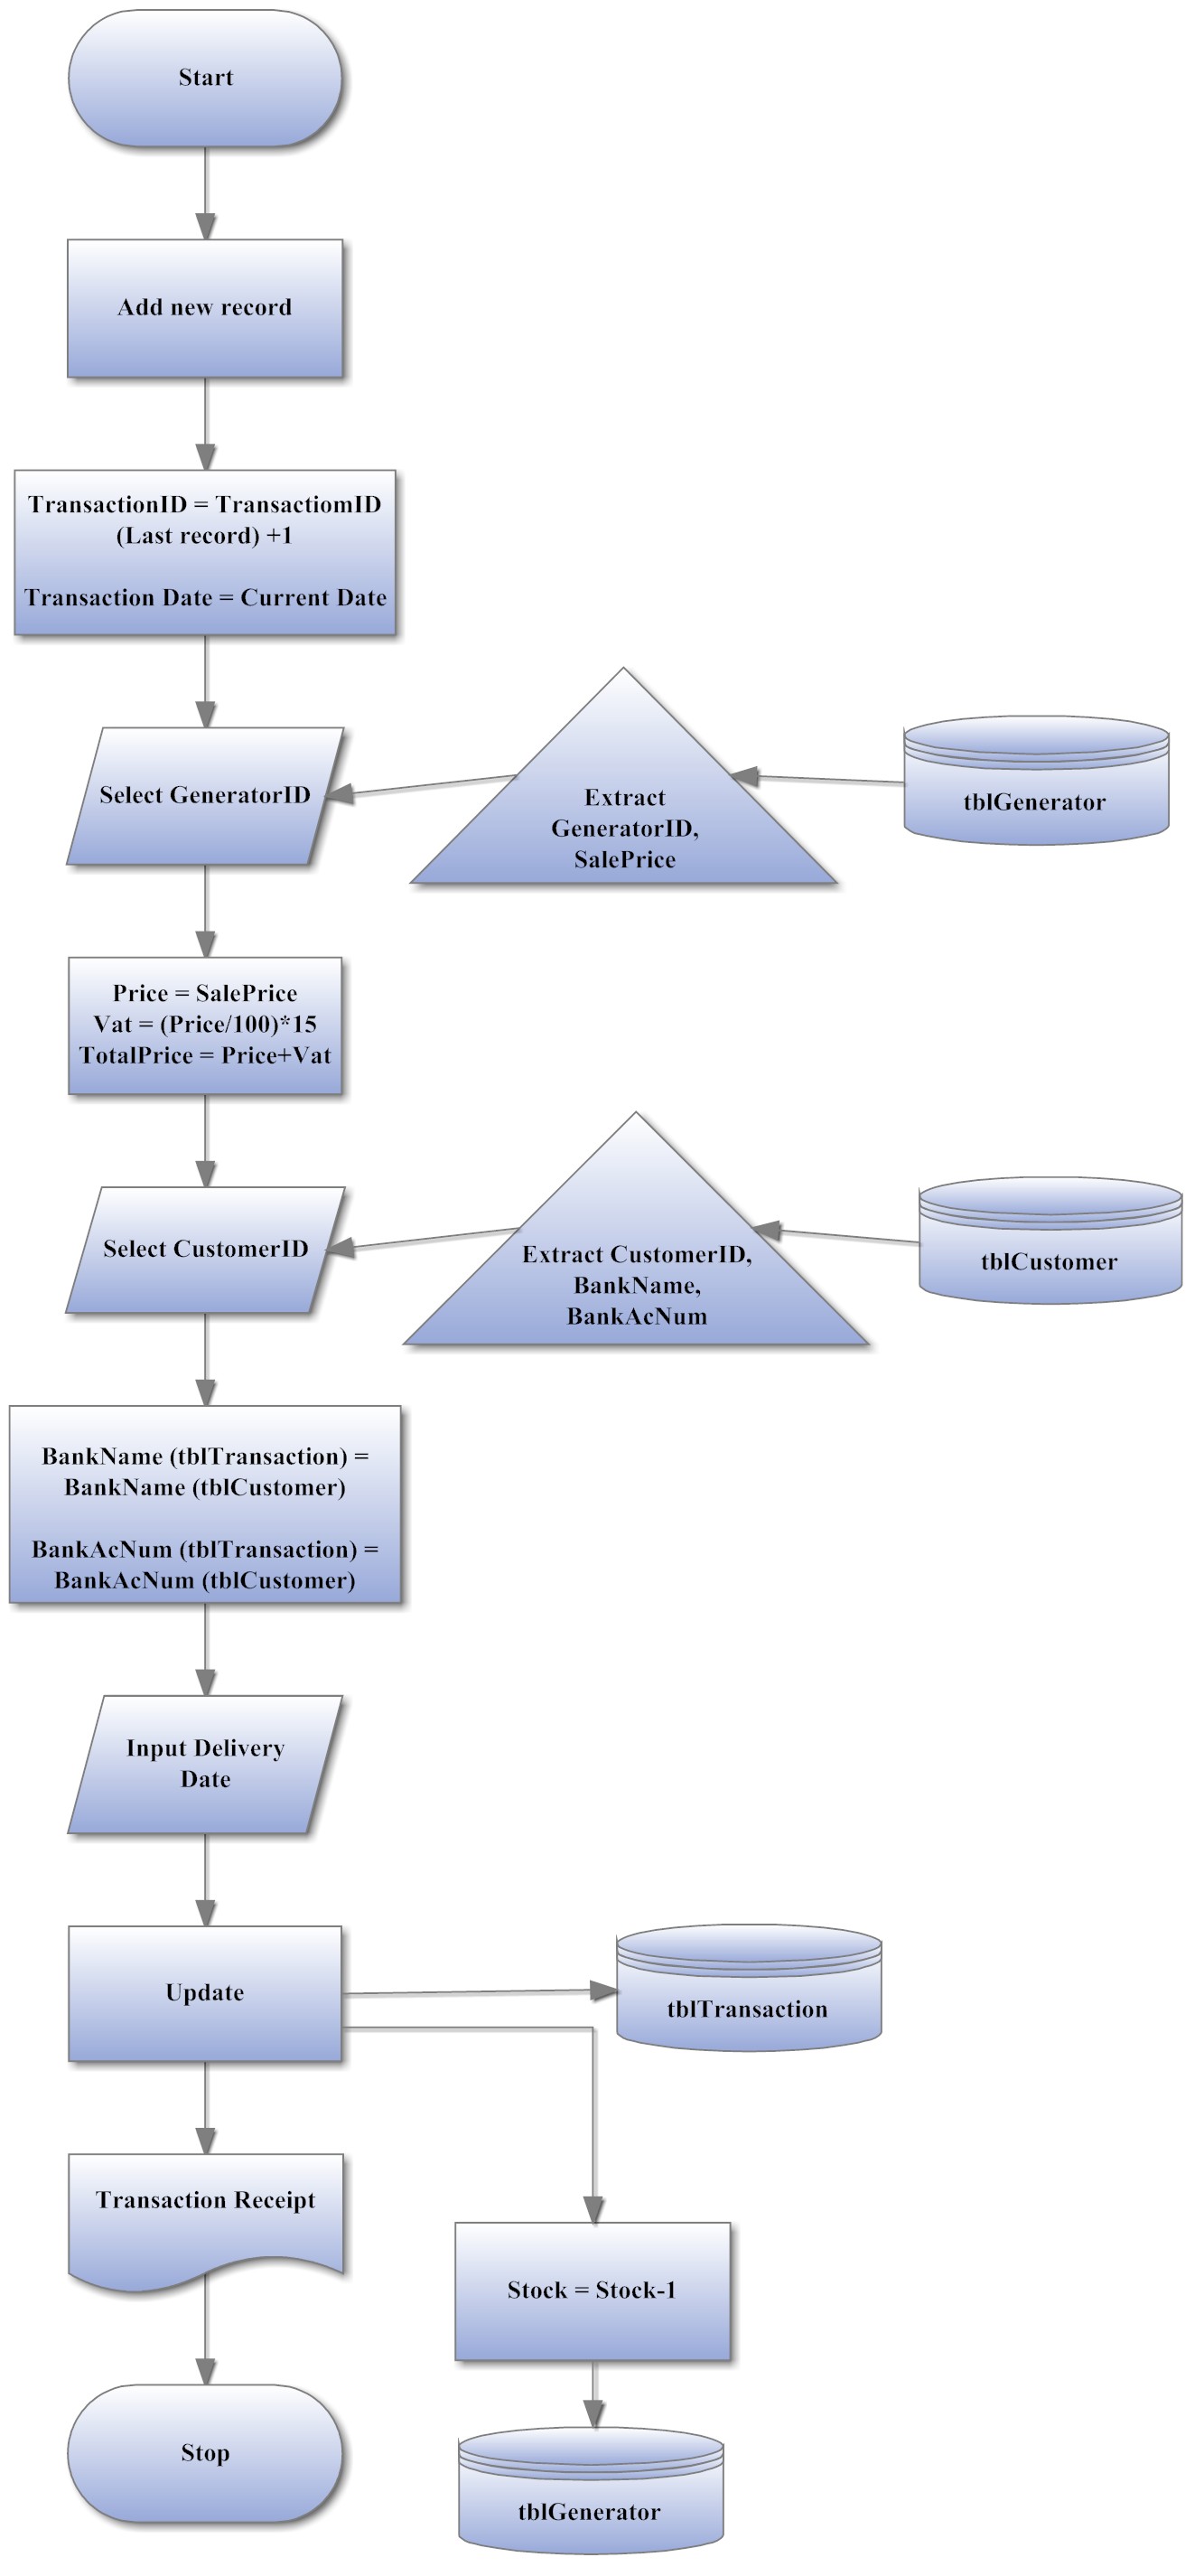 Start
Add new record
TransactionID = TransactiomID
(Last record) +1
Transaction Date = Current Date
Select GeneratorID
Extract
GeneratorID,
SalePrice
tblGenerator
Price = SalePrice
Vat = (Price/100)*15
TotalPrice = Price+Vat
Select CustomerID
Extract CustomerID,
BankName,
BankAcNum
tblCustomer
BankName (tblTransaction) =
BankName (tblCustomer)
BankAcNum (tblTransaction) =
BankAcNum (tblCustomer)
Input Delivery
Date
Update
tblTransaction
Transaction Receipt
Stock = Stock-1
Stop
tblGenerator